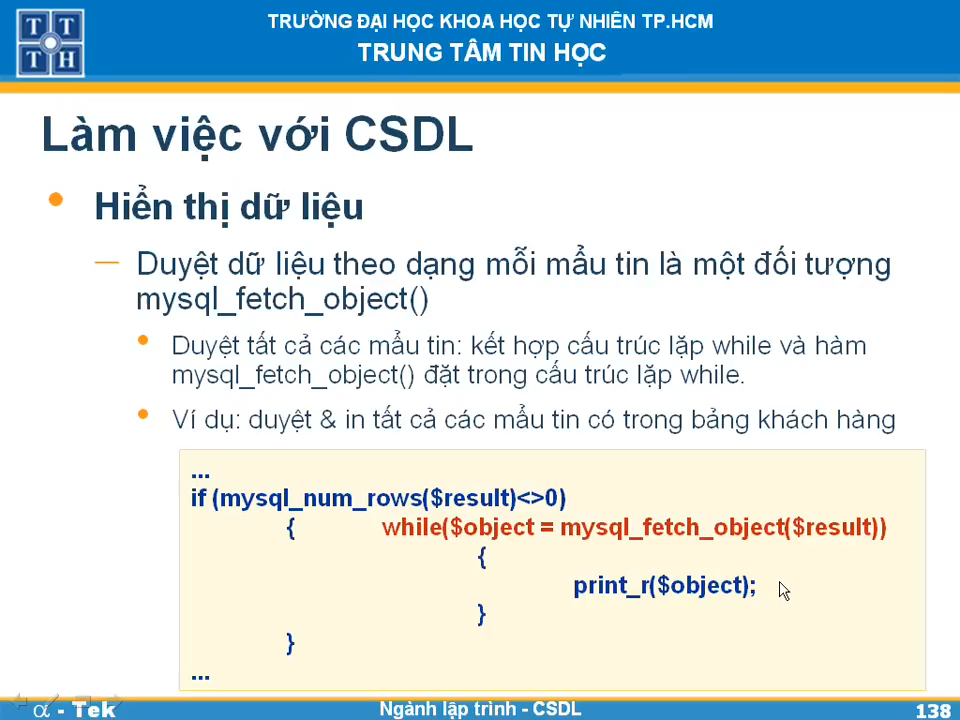 T T
T H
TRƯỜNG ĐẠI HỌC KHOA HỌC TỰ NHIÊN TP.HCM
TRUNG TÂM TIN HỌC
Làm việc với CSDL
• Hiển thị dữ liệu
– Duyệt dữ liệu theo dạng mỗi mẩu tin là một đối tượng
mysql_fetch_object()
• Duyệt tất cả các mẩu tin: kết hợp cấu trúc lặp while và hàm
mysql_fetch_object() đặt trong cấu trúc lặp while.
• Ví dụ: duyệt & in tất cả các mẩu tin có trong bảng khách hàng
...
if (mysql_num_rows($result)<>0)
{ while($object = mysql_fetch_object($result))
{
print_r($object);
}
}
...
α - Tek
Ngành lập trình - CSDL
138